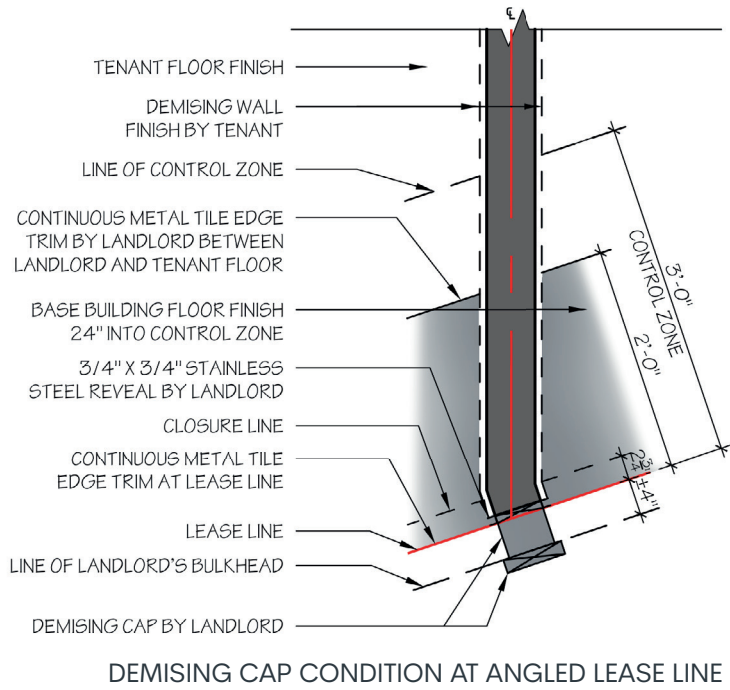 ℄
TENANT FLOOR FINISH
DEMISING WALL
FINISH BY TENANT
LINE OF CONTROL ZONE
CONTINUOUS METAL TILE EDGE
TRIM BY LANDLORD BETWEEN
LANDLORD AND TENANT FLOOR
BASE BUILDING FLOOR FINISH
24" INTO CONTROL ZONE
3/4" X 3/4" STAINLESS
STEEL REVEAL BY LANDLORD
CLOSURE LINE
CONTINUOUS METAL TILE
EDGE TRIM AT LEASE LINE
LEASE LINE
LINE OF LANDLORD'S BULKHEAD
DEMISING CAP BY LANDLORD
3'-0"
CONTROL ZONE
2'-0"
2 3/4"
±4"
DEMISING CAP CONDITION AT ANGLED LEASE LINE